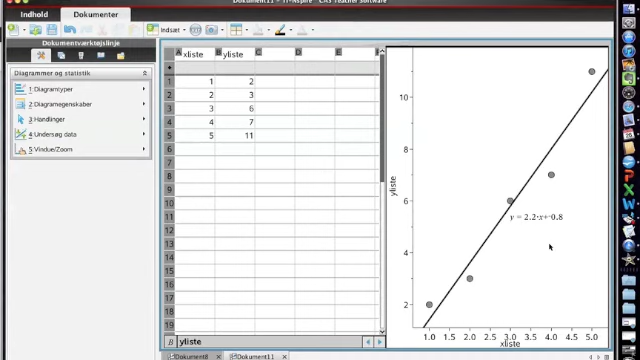 Dokument11 - TI-Nspire CAS Teacher Software
Indhold
Dokumenter
Indsæt
Dokumentværktøjslinje
Diagrammer og statistik
1: Diagramtyper
2: Diagramegenskaber
3: Handlinger
4: Undersøg data
5: Vindue/Zoom
A xliste B yliste C D E
1 1 2
2 2 3
3 3 6
4 4 7
5 5 11
6
7
8
9
10
11
12
13
14
15
16
17
18
19
B yliste
yliste
10
8
6
4
2
y = 2.2·x+-0.8
1.0 1.5 2.0 2.5 3.0 3.5 4.0 4.5 5.0
xliste
Dokument8
Dokument11